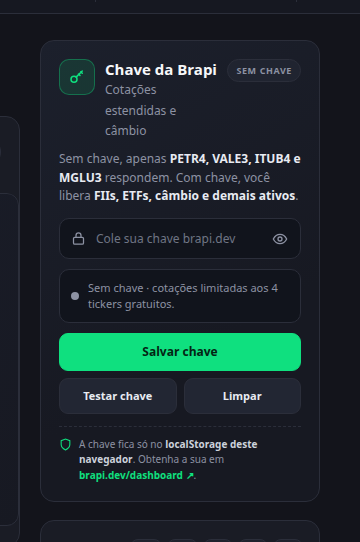 Chave da Brapi
SEM CHAVE
Cotações
estendidas e
câmbio
Sem chave, apenas PETR4, VALE3, ITUB4 e
MGLU3 respondem. Com chave, você
libera FIIs, ETFs, câmbio e demais ativos.
Cole sua chave brapi.dev
Sem chave · cotações limitadas aos 4
tickers gratuitos.
Salvar chave
Testar chave
Limpar
A chave fica só no localStorage deste
navegador. Obtenha a sua em
brapi.dev/dashboard ↗.